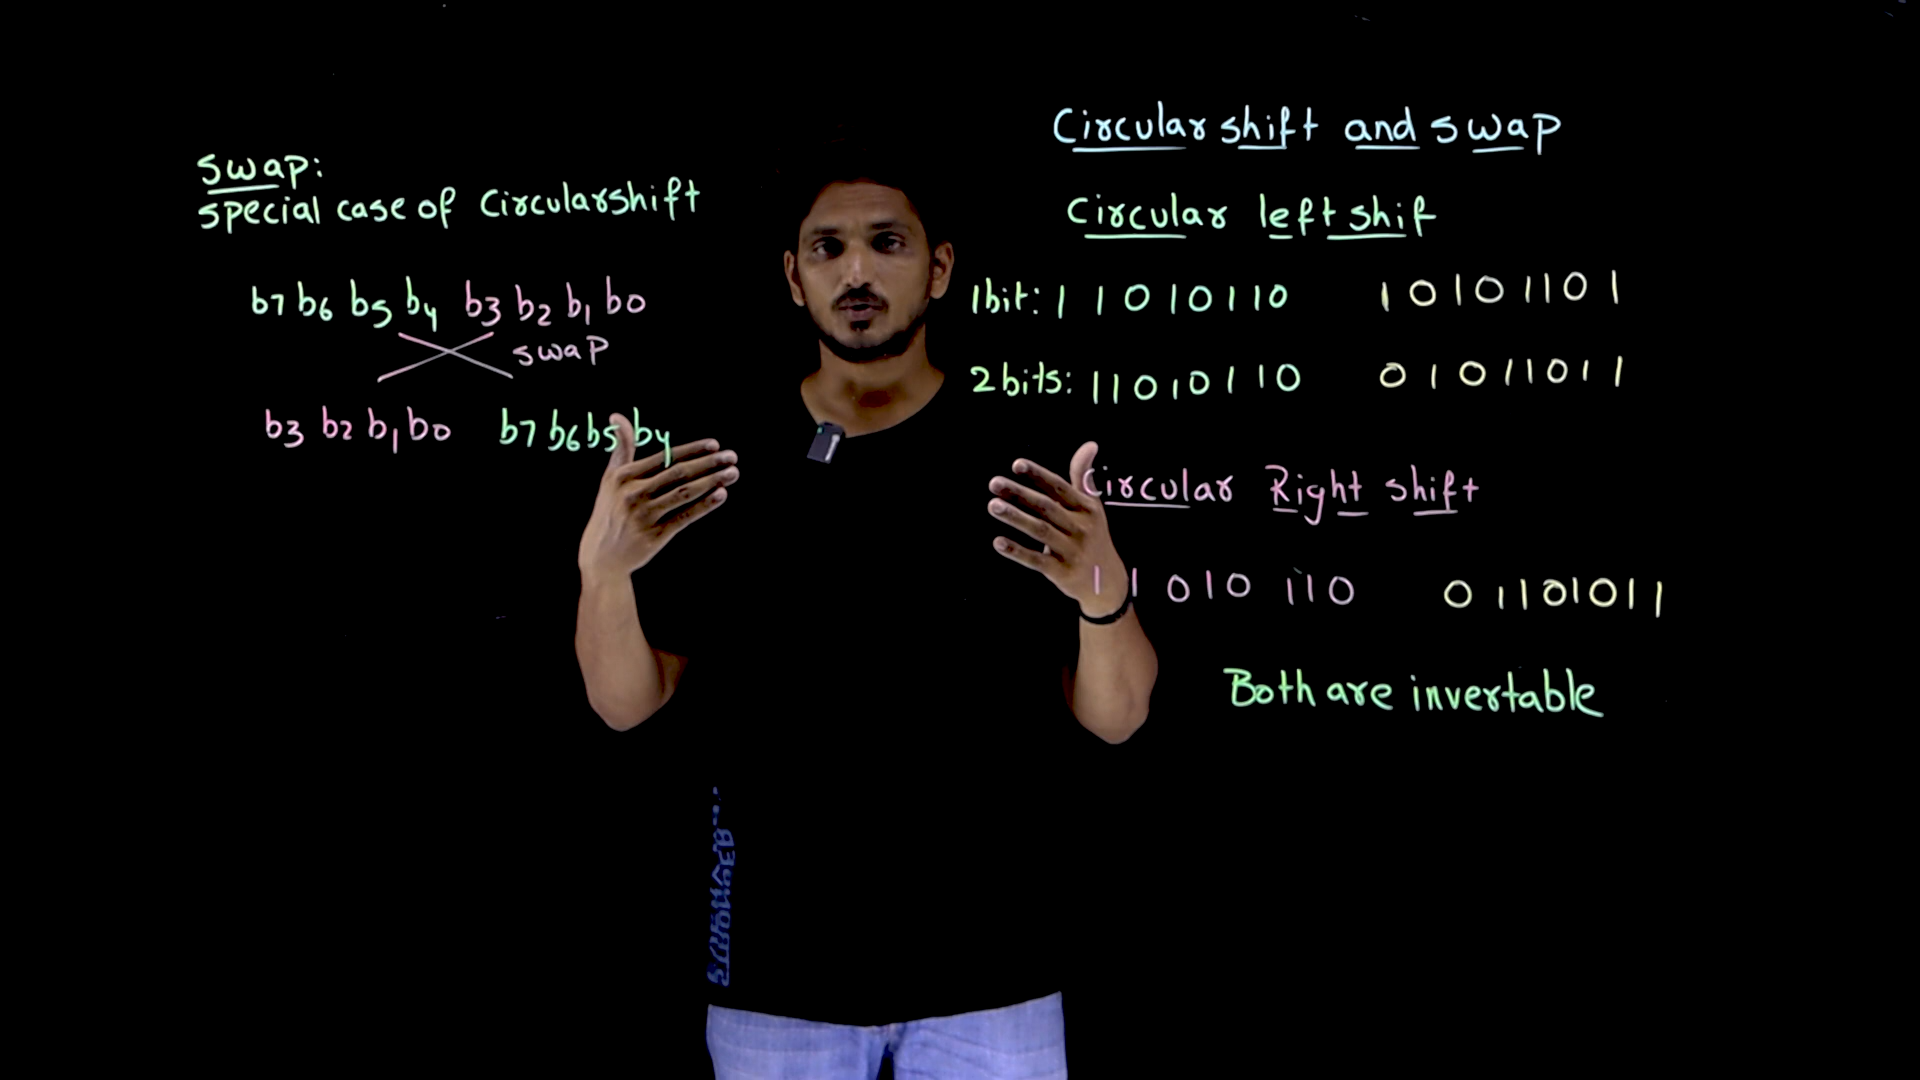 swap:
special case of Circularshift
b7 b6 b5 b4 b3 b2 b1 b0
swap
b3 b2 b1 b0 b7 b6 b5 b4
Circular shift and swap
Circular left shif
1bit: 1 1 0 1 0 1 1 0 1 0 1 0 1 1 0 1
2bits: 1 1 0 1 0 1 1 0 0 1 0 1 1 0 1 1
Circular Right shift
1 1 0 1 0 1 1 0 0 1 1 0 1 0 1 1
Both are invertable